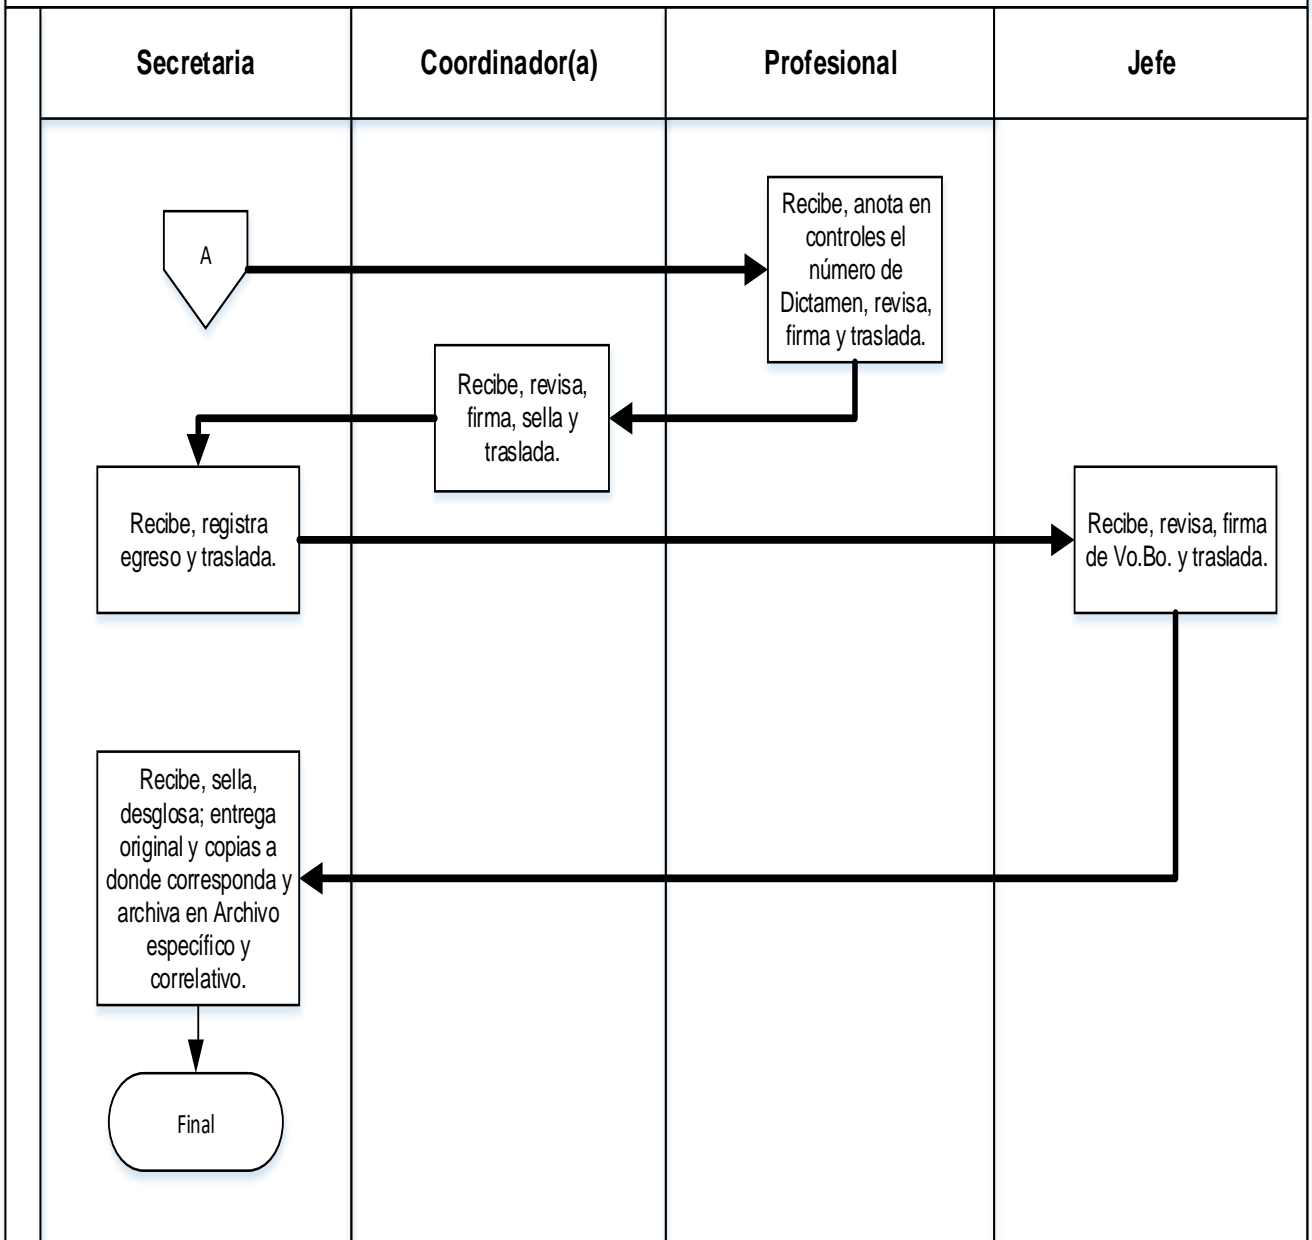 Secretaria
Coordinador(a)
Profesional
Jefe
A
Recibe, anota en
controles el
número de
Dictamen, revisa,
firma y traslada.
Recibe, revisa,
firma, sella y
traslada.
Recibe, registra
egreso y traslada.
Recibe, revisa, firma
de Vo.Bo. y traslada.
Recibe, sella,
desglosa; entrega
original y copias a
donde corresponda y
archiva en Archivo
específico y
correlativo.
Final